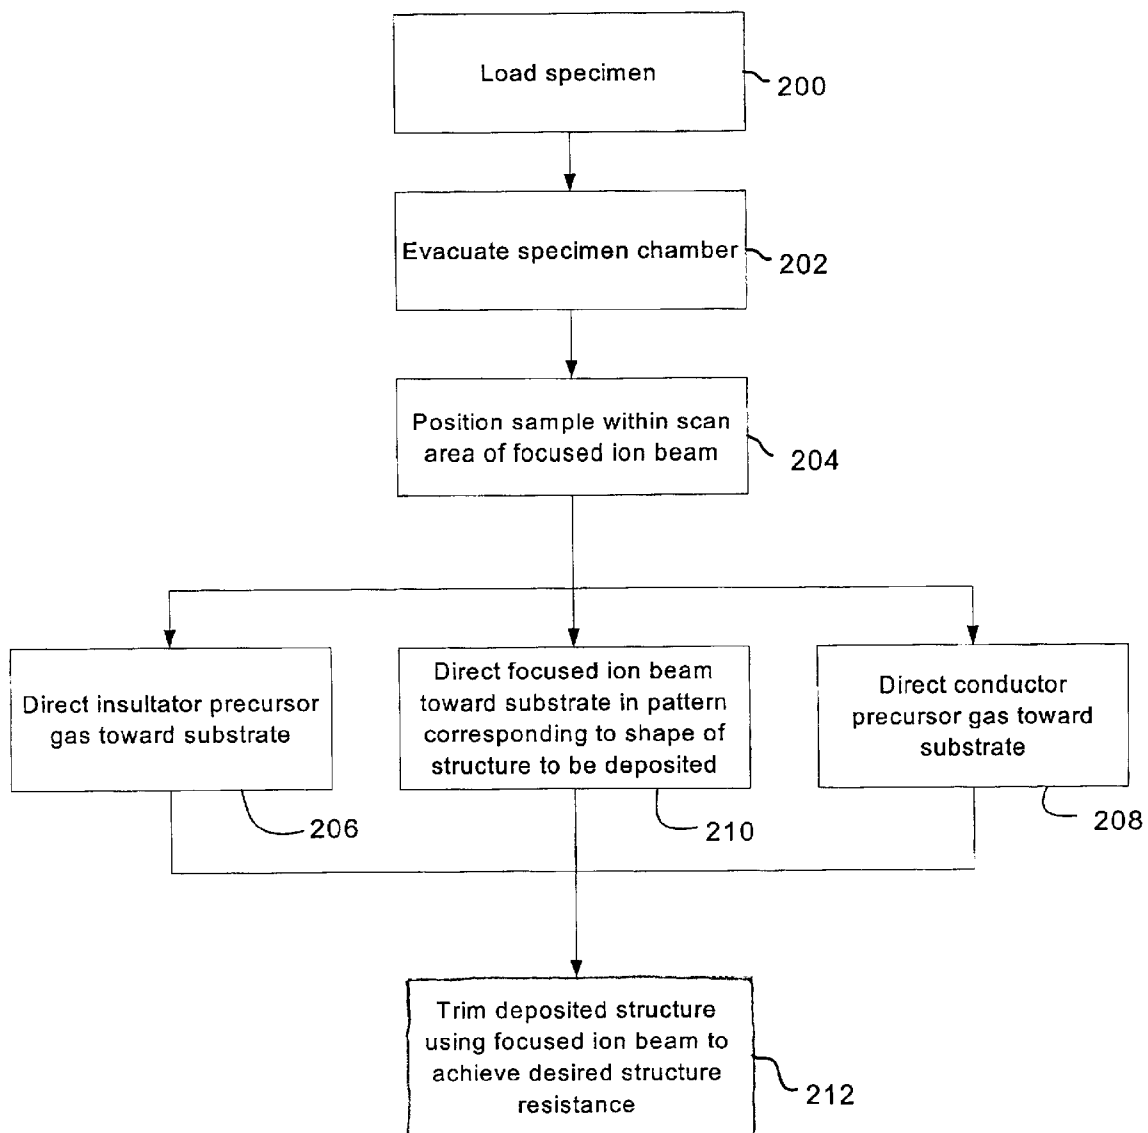 Load specimen
200
Evacuate specimen chamber
202
Position sample within scan
area of focused ion beam
204
Direct insultator precursor
gas toward substrate
206
Direct focused ion beam
toward substrate in pattern
corresponding to shape of
structure to be deposited
210
Direct conductor
precursor gas toward
substrate
208
Trim deposited structure
using focused ion beam to
achieve desired structure
resistance
212